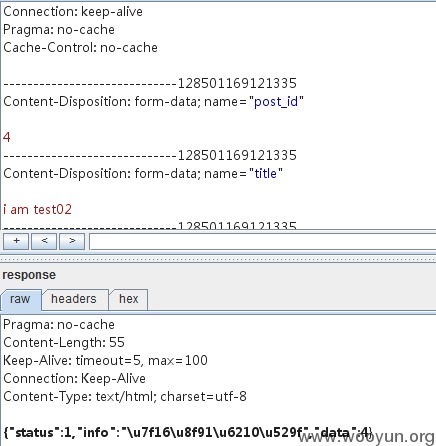 Connection: keep-alive
Pragma: no-cache
Cache-Control: no-cache
-----------------------------128501169121335
Content-Disposition: form-data; name="post_id"
4
-----------------------------128501169121335
Content-Disposition: form-data; name="title"
i am test02
-----------------------------128501169121335
+ < >
response
raw headers hex
Pragma: no-cache
Content-Length: 55
Keep-Alive: timeout=5, max=100
Connection: Keep-Alive
Content-Type: text/html; charset=utf-8
{"status":1,"info":"\u7f16\u8f91\u6210\u529f","data":4}
www.wooyun.org